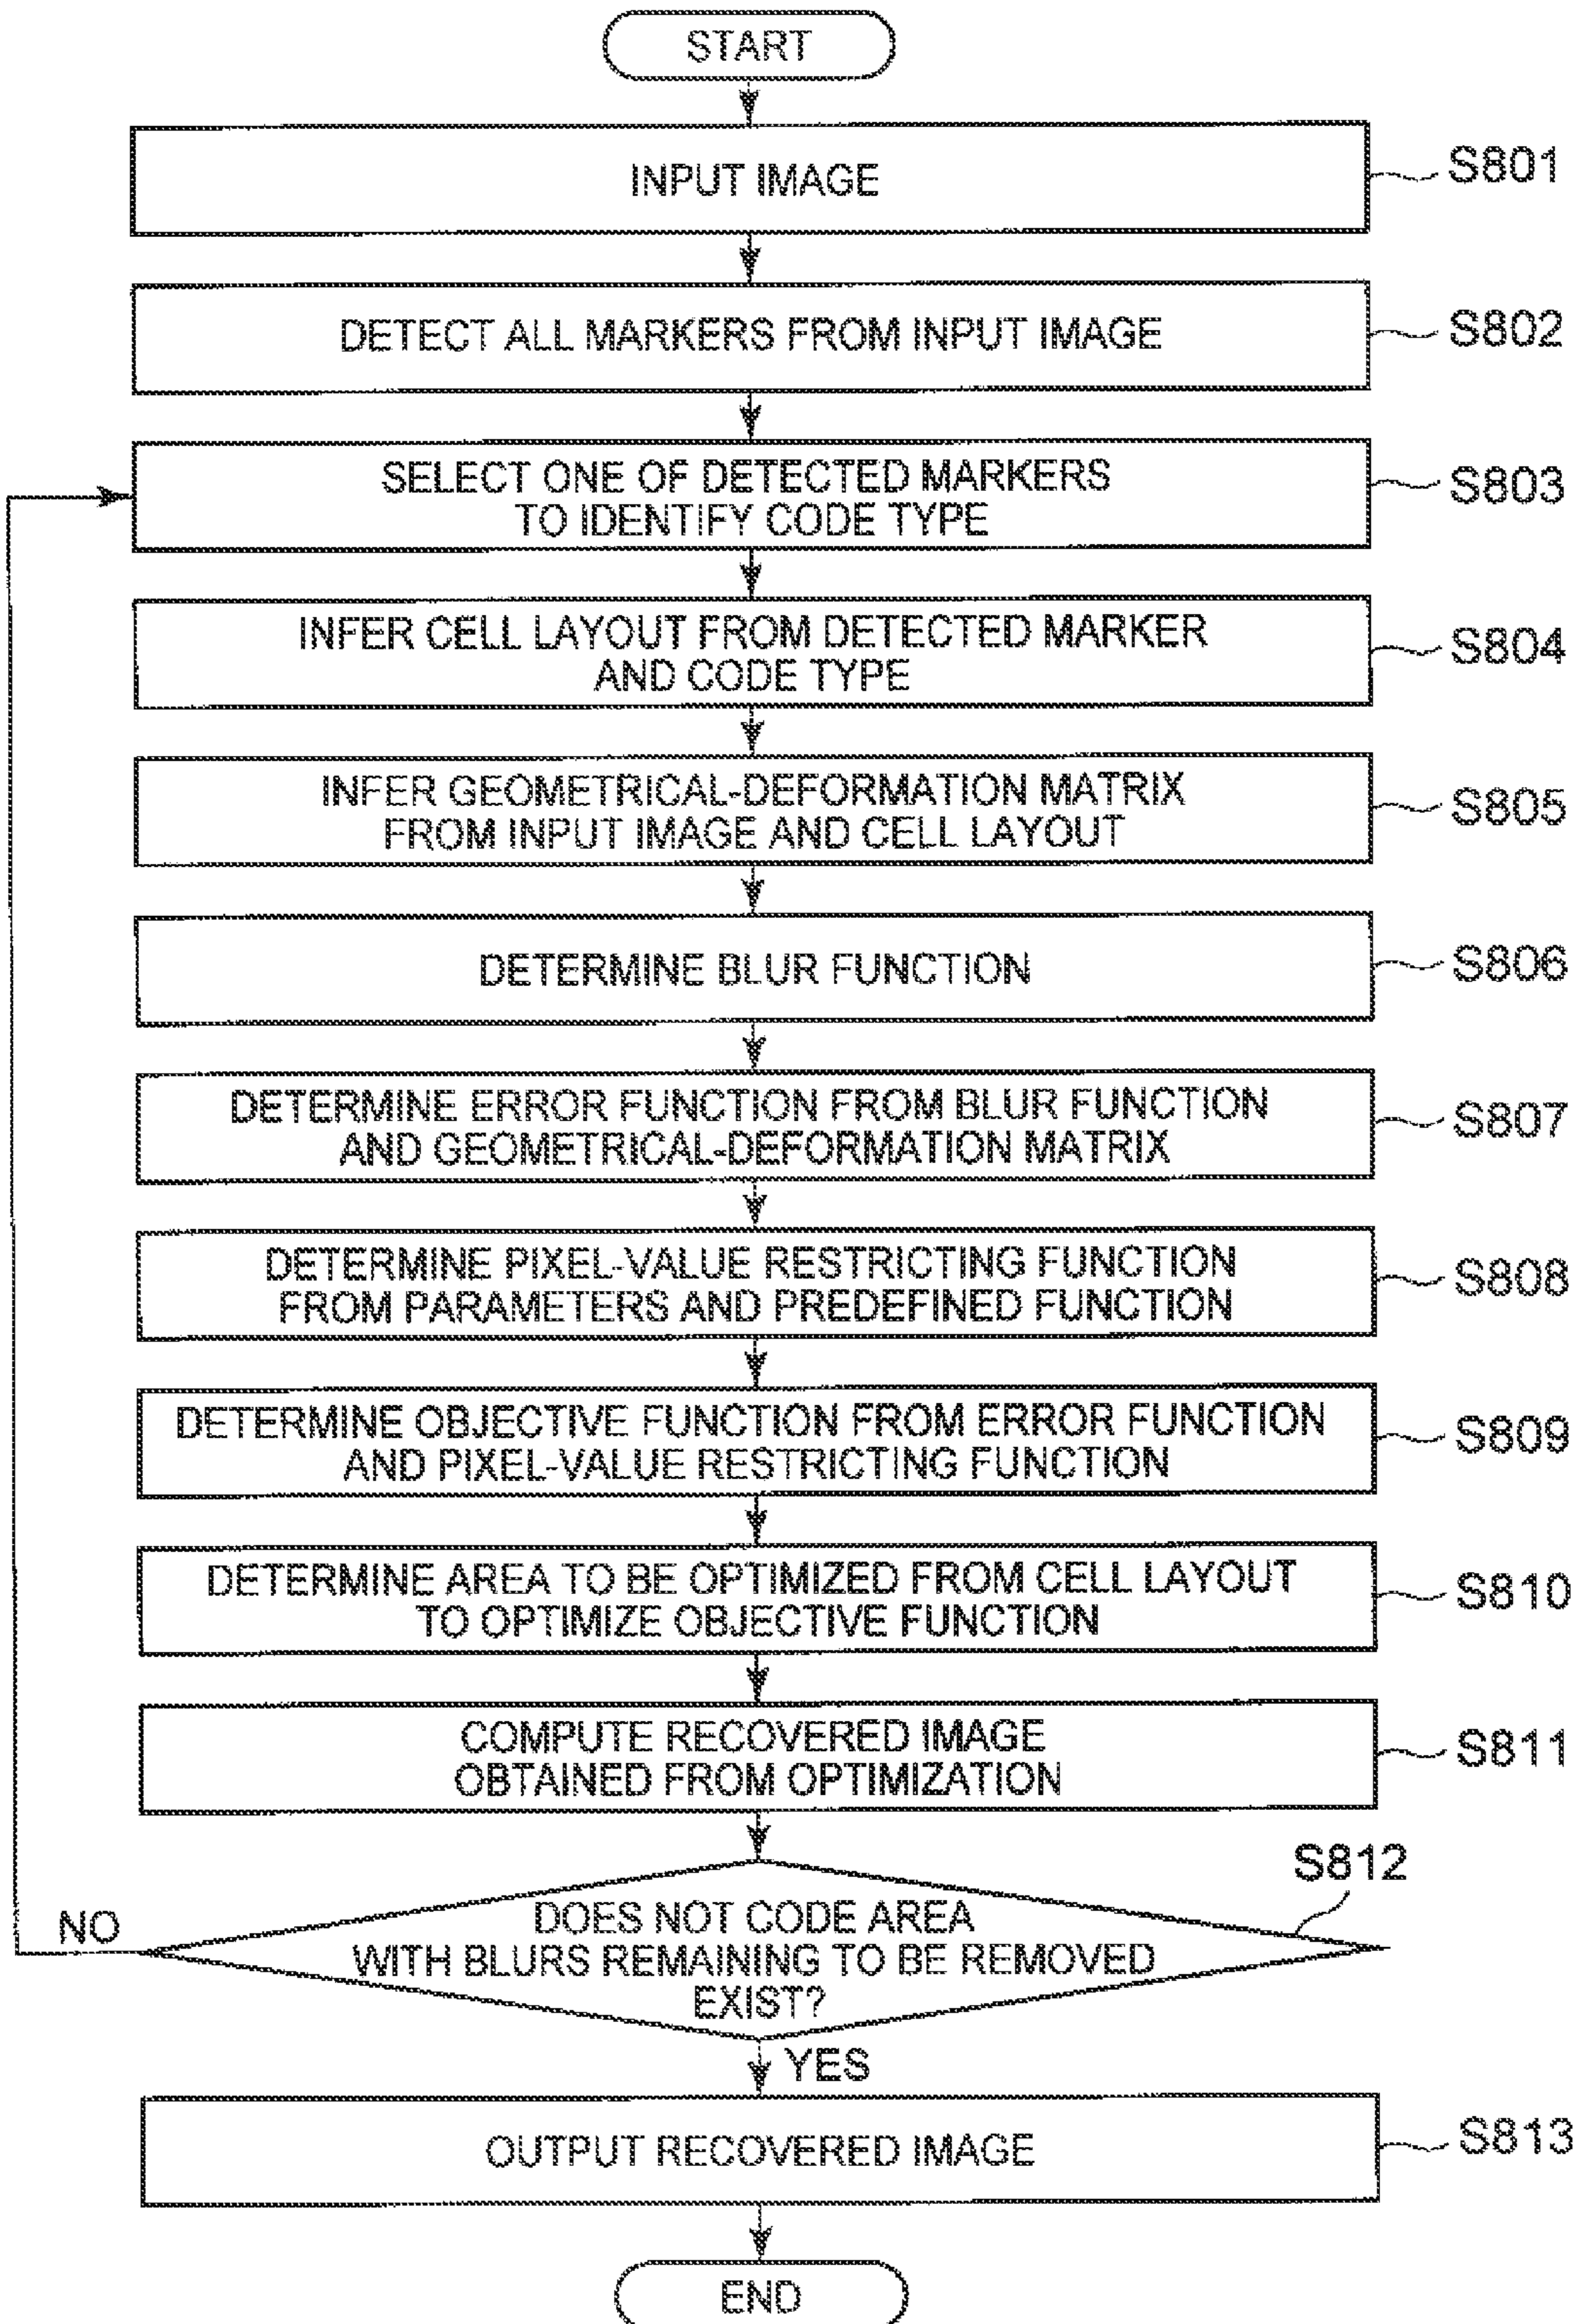 START
INPUT IMAGE
S801
DETECT ALL MARKERS FROM INPUT IMAGE
S802
SELECT ONE OF DETECTED MARKERS
TO IDENTIFY CODE TYPE
S803
INFER CELL LAYOUT FROM DETECTED MARKER
AND CODE TYPE
S804
INFER GEOMETRICAL-DEFORMATION MATRIX
FROM INPUT IMAGE AND CELL LAYOUT
S805
DETERMINE BLUR FUNCTION
S806
DETERMINE ERROR FUNCTION FROM BLUR FUNCTION
AND GEOMETRICAL-DEFORMATION MATRIX
S807
DETERMINE PIXEL-VALUE RESTRICTING FUNCTION
FROM PARAMETERS AND PREDEFINED FUNCTION
S808
DETERMINE OBJECTIVE FUNCTION FROM ERROR FUNCTION
AND PIXEL-VALUE RESTRICTING FUNCTION
S809
DETERMINE AREA TO BE OPTIMIZED FROM CELL LAYOUT
TO OPTIMIZE OBJECTIVE FUNCTION
S810
COMPUTE RECOVERED IMAGE
OBTAINED FROM OPTIMIZATION
S811
S812
NO
DOES NOT CODE AREA
WITH BLURS REMAINING TO BE REMOVED
EXIST?
YES
OUTPUT RECOVERED IMAGE
S813
END